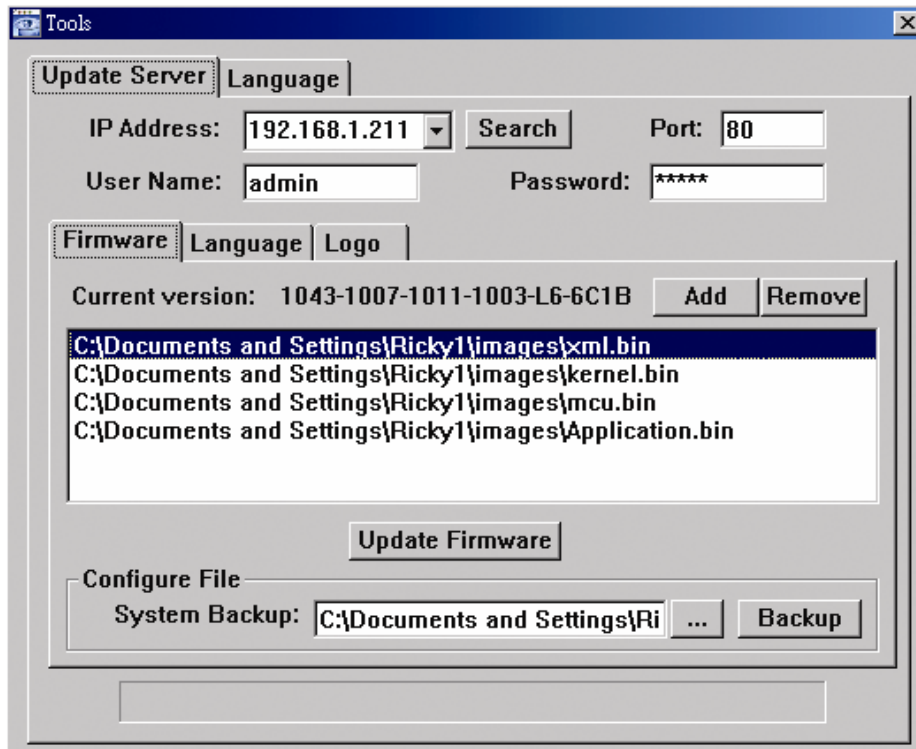 Tools
Update Server Language
IP Address: 192.168.1.211 Search Port: 80
User Name: admin Password: *****
Firmware Language Logo
Current version: 1043-1007-1011-1003-L6-6C1B Add Remove
C:\Documents and Settings\Ricky1\images\xml.bin
C:\Documents and Settings\Ricky1\images\kernel.bin
C:\Documents and Settings\Ricky1\images\mcu.bin
C:\Documents and Settings\Ricky1\images\Application.bin
Update Firmware
Configure File
System Backup: C:\Documents and Settings\Ri ... Backup